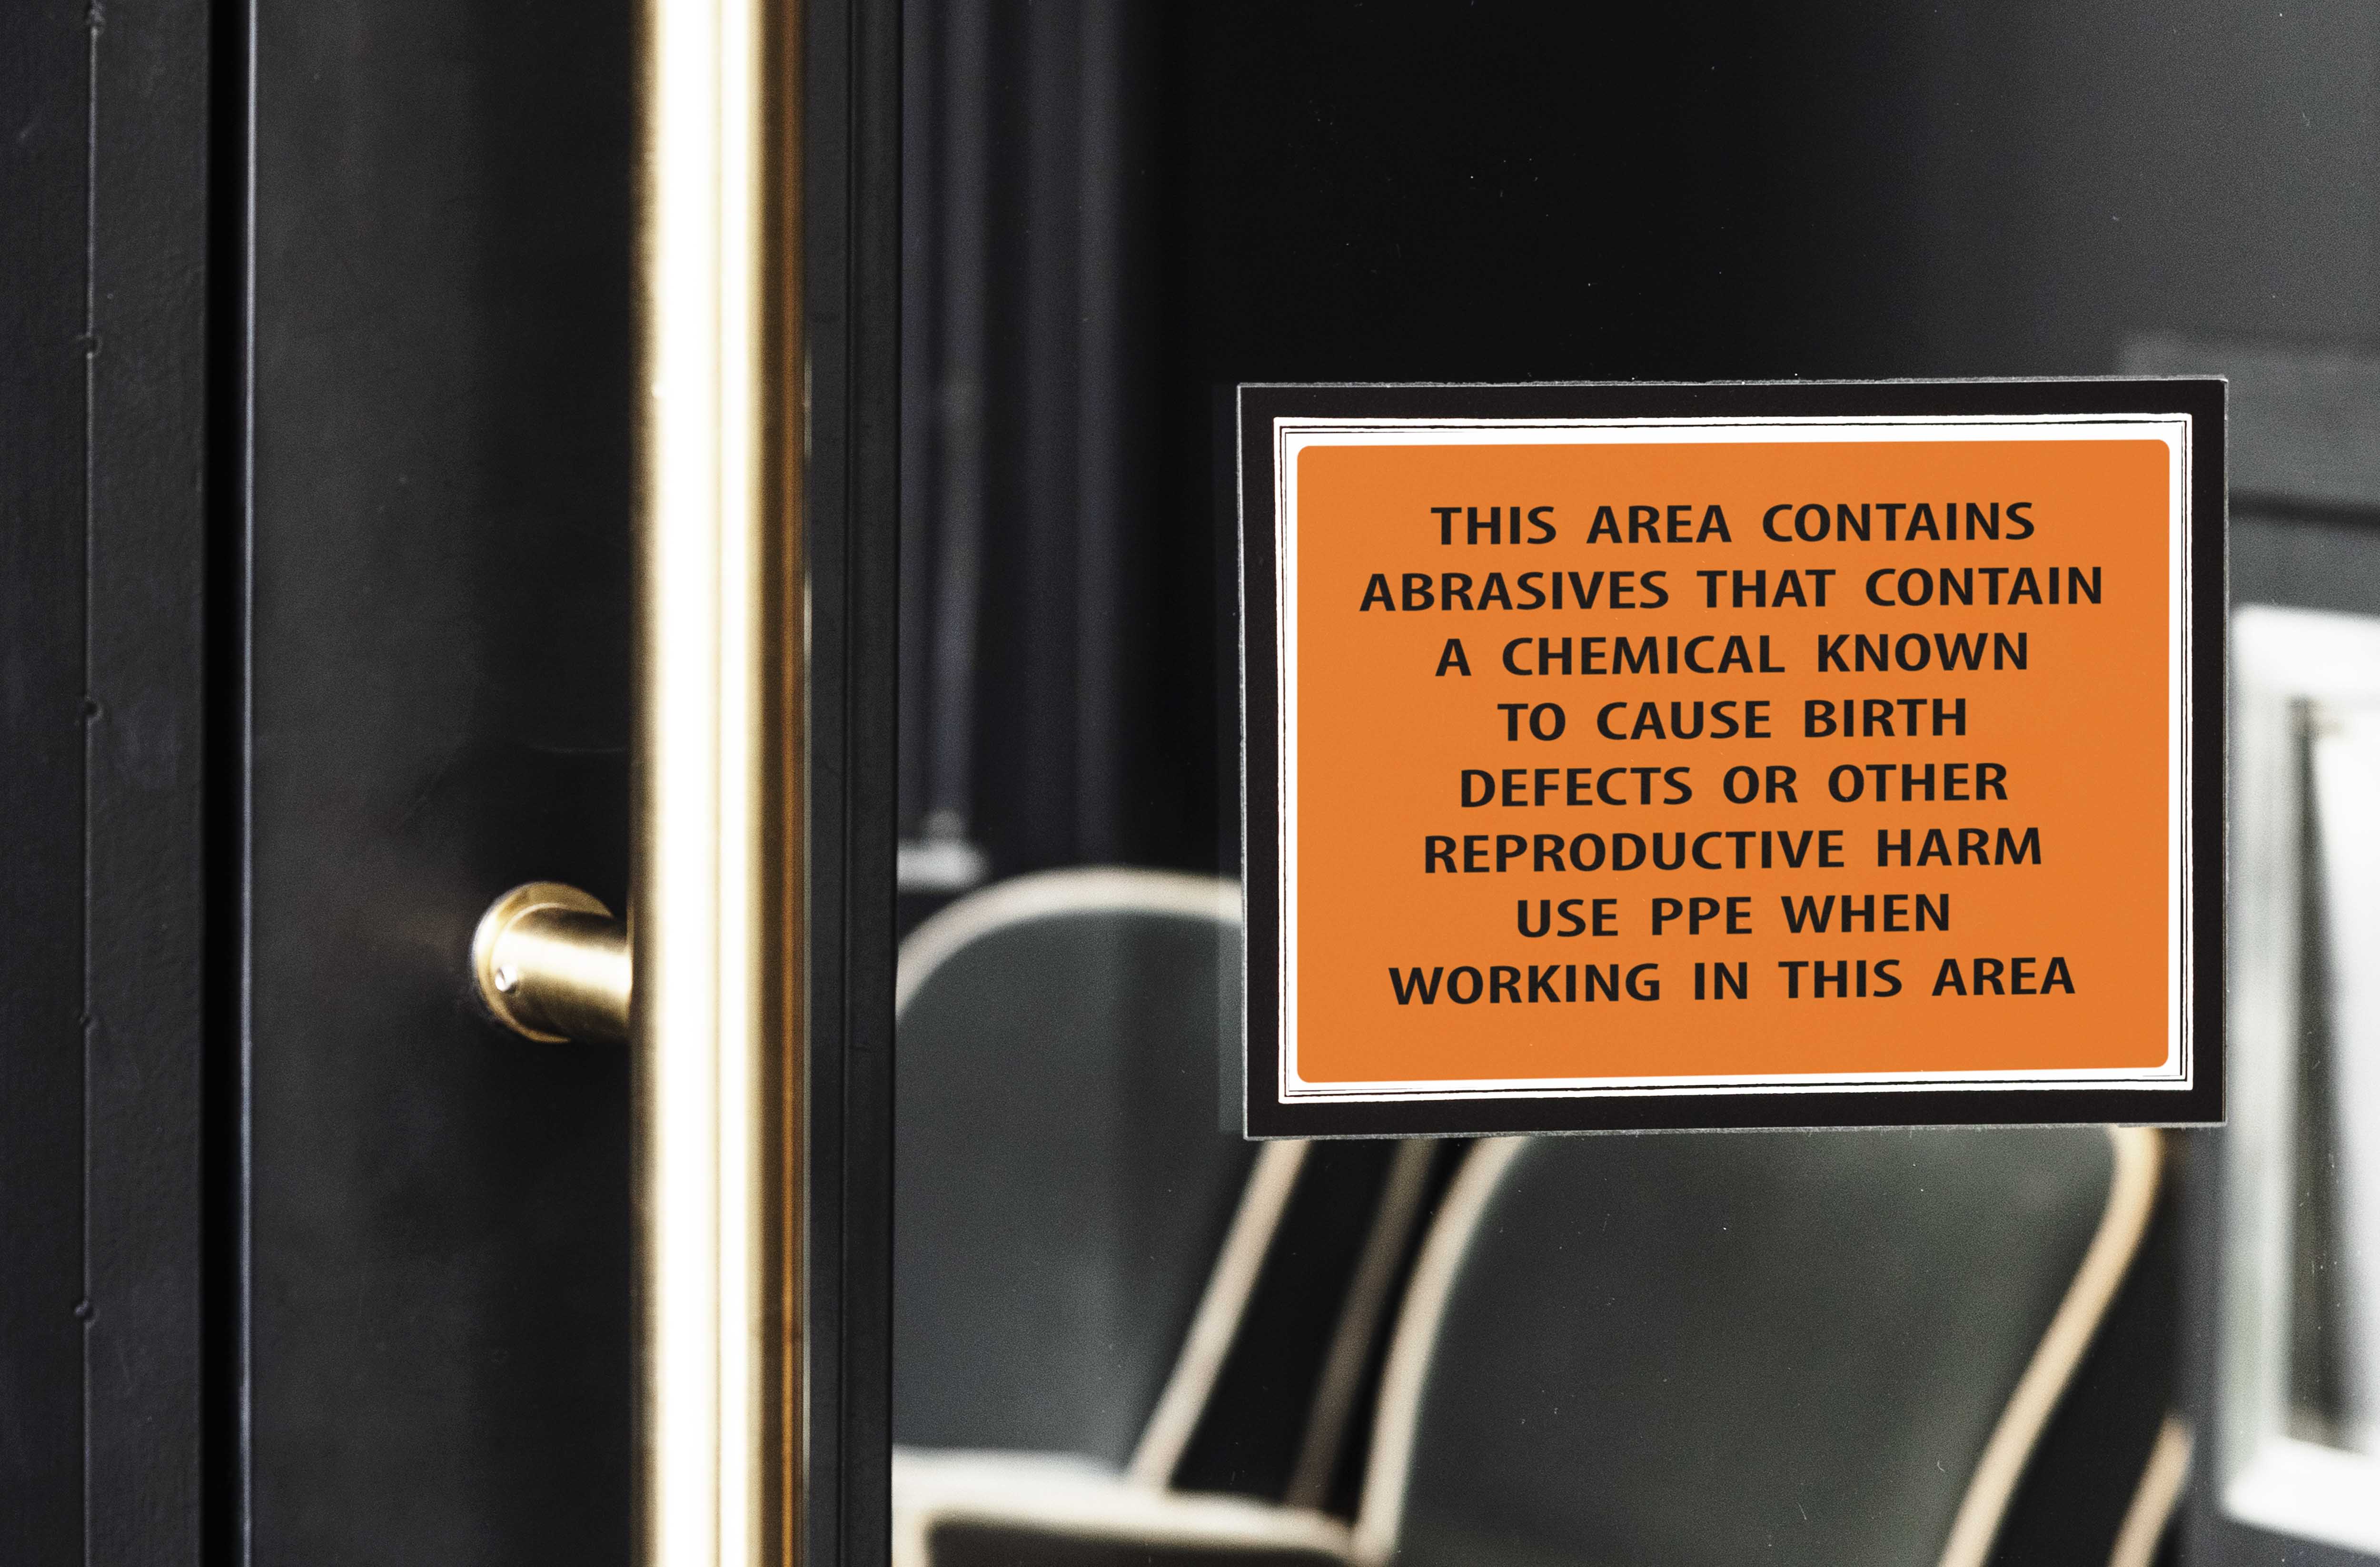 THIS AREA CONTAINS
ABRASIVES THAT CONTAIN
A CHEMICAL KNOWN
TO CAUSE BIRTH
DEFECTS OR OTHER
REPRODUCTIVE HARM
USE PPE WHEN
WORKING IN THIS AREA